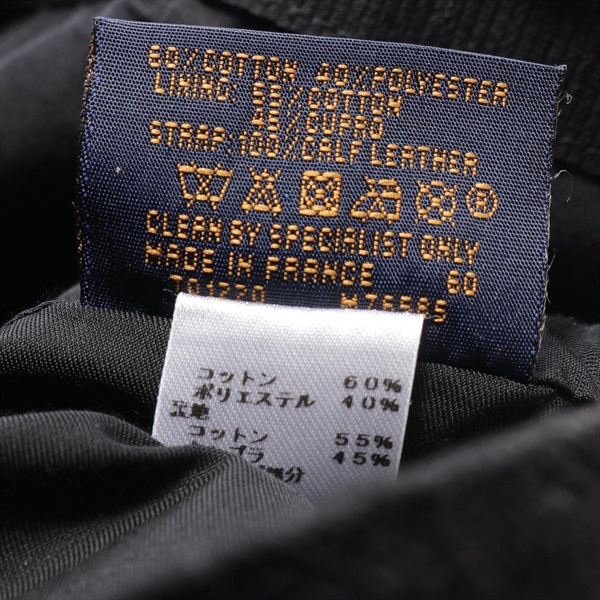 60%COTTON 40%POLYESTER
LINING: 55%COTTON
45%CUPRO
STRAP:100%CALF LEATHER
CLEAN BY SPECIALIST ONLY
MADE IN FRANCE 60
コットン 60%
ポリエステル 40%
コットン 55%
45%